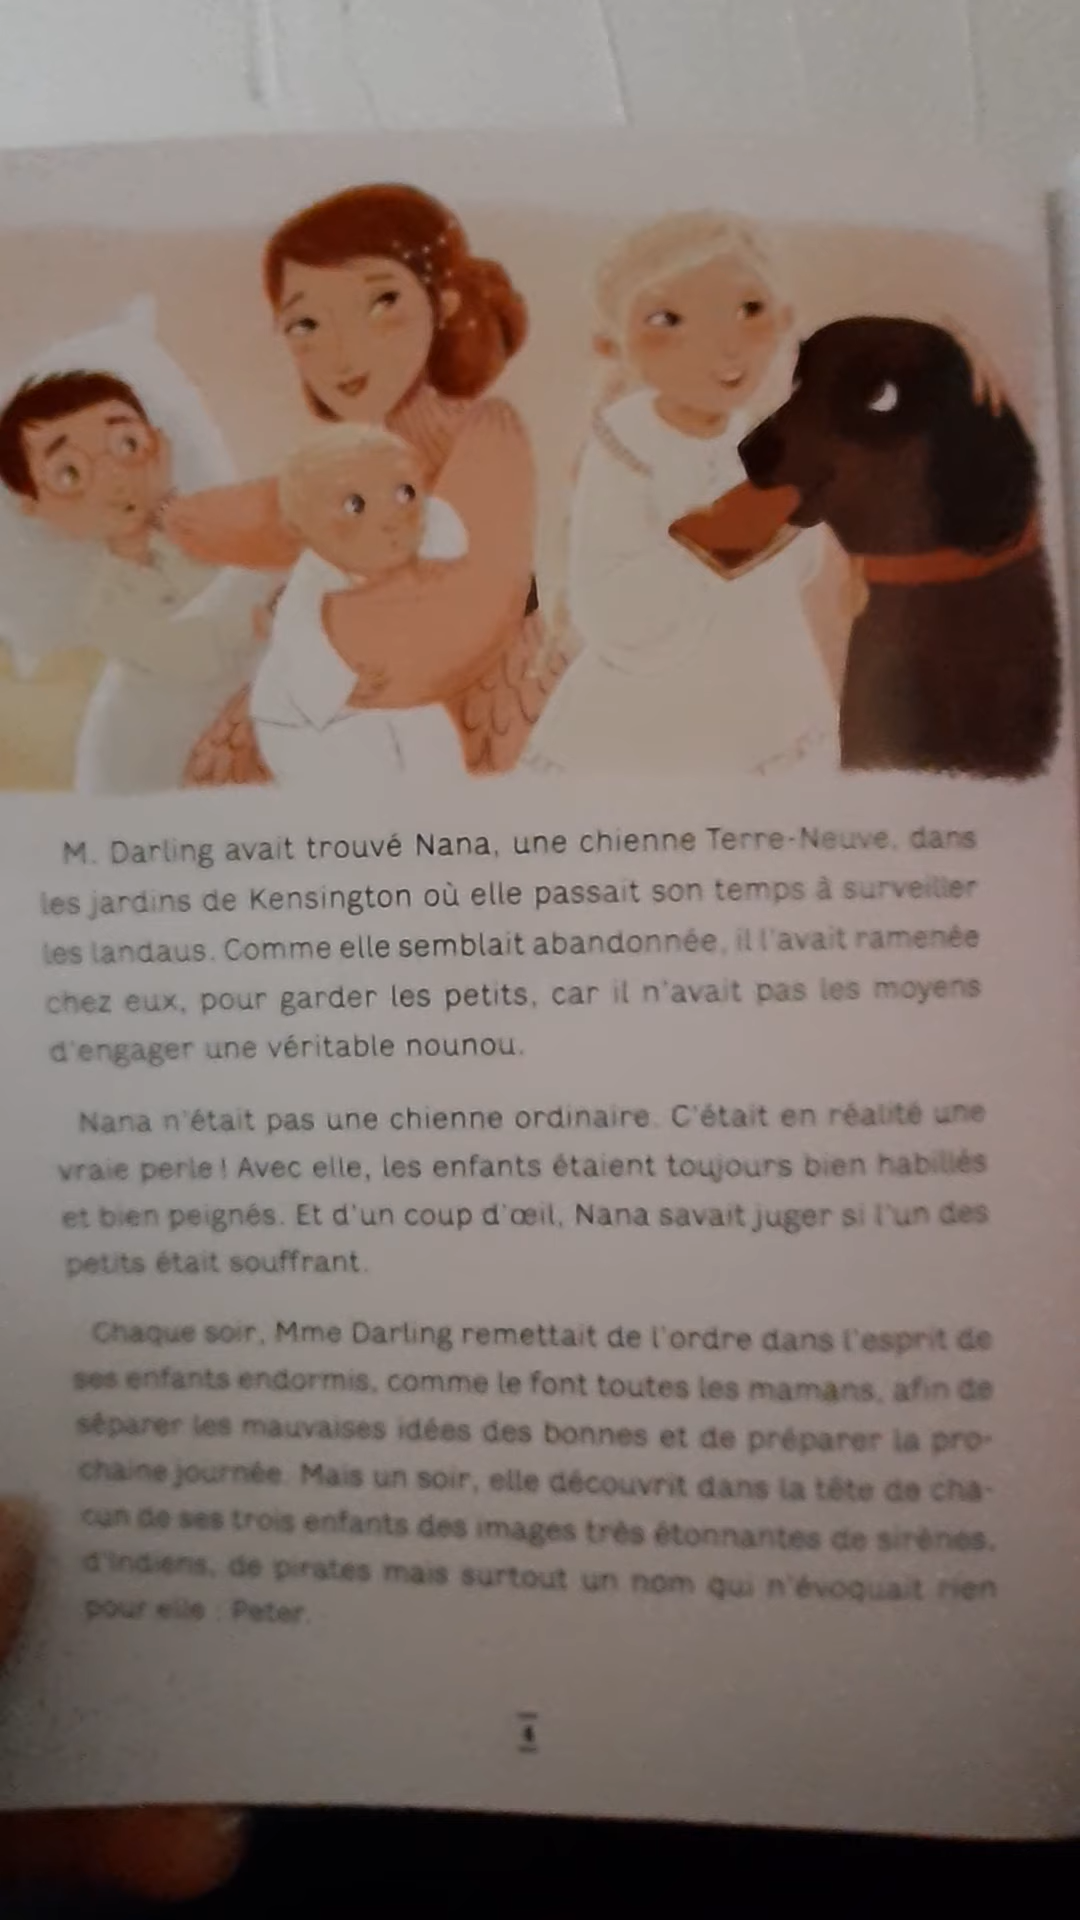 M. Darling avait trouvé Nana, une chienne Terre-Neuve, dans
les jardins de Kensington où elle passait son temps à surveiller
les landaus. Comme elle semblait abandonnée, il l'avait ramenée
chez eux, pour garder les petits, car il n'avait pas les moyens
d'engager une véritable nounou.
Nana n'était pas une chienne ordinaire. C'était en réalité une
vraie perle ! Avec elle, les enfants étaient toujours bien habillés
et bien peignés. Et d'un coup d'œil, Nana savait juger si l'un des
petits était souffrant.
Chaque soir, Mme Darling remettait de l'ordre dans l'esprit de
ses enfants endormis, comme le font toutes les mamans, afin de
séparer les mauvaises idées des bonnes et de préparer la pro-
chaine journée. Mais un soir, elle découvrit dans la tête de cha-
cun de ses trois enfants des images très étonnantes de sirènes,
d'Indiens, de pirates mais surtout un nom qui n'évoquait rien
pour elle : Peter.
4